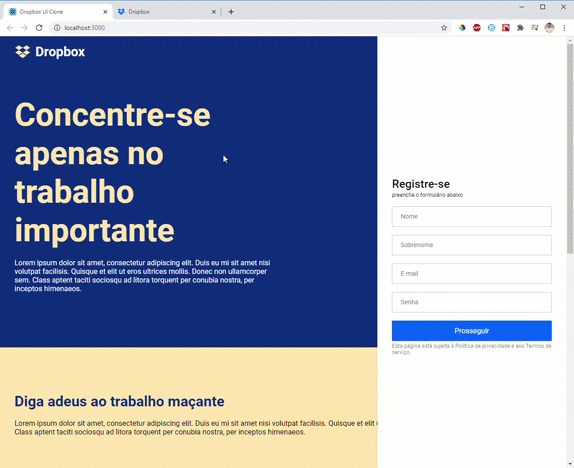 Dropbox UI Clone
Dropbox
localhost:3000
Dropbox
Concentre-se
apenas no
trabalho
importante
Lorem ipsum dolor sit amet, consectetur adipiscing elit. Duis eu mi sit amet nisi
volutpat facilisis. Quisque et elit ut eros ultrices mollis. Donec non ullamcorper
sem. Class aptent taciti sociosqu ad litora torquent per conubia nostra, per
inceptos himenaeos.
Registre-se
preencha o formulário abaixo
Nome
Sobrenome
E-mail
Senha
Prosseguir
Esta página está sujeita à Política de privacidade e aos Termos de
serviço.
Diga adeus ao trabalho maçante
Lorem ipsum dolor sit amet, consectetur adipiscing elit. Duis eu mi sit amet nisi volutpat facilisis. Quisque et elit
Class aptent taciti sociosqu ad litora torquent per conubia nostra, per inceptos himenaeos.